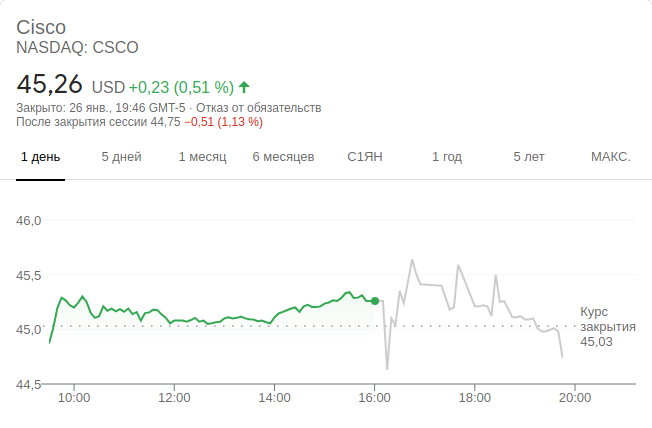 Cisco
NASDAQ: CSCO
45,26 USD +0,23 (0,51 %)
Закрыто: 26 янв., 19:46 GMT-5 · Отказ от обязательств
После закрытия сессии 44,75 −0,51 (1,13 %)
1 день 5 дней 1 месяц 6 месяцев С1ЯН 1 год 5 лет МАКС.
46,0
45,5
45,0
44,5
Курс
закрытия
45,03
10:00 12:00 14:00 16:00 18:00 20:00